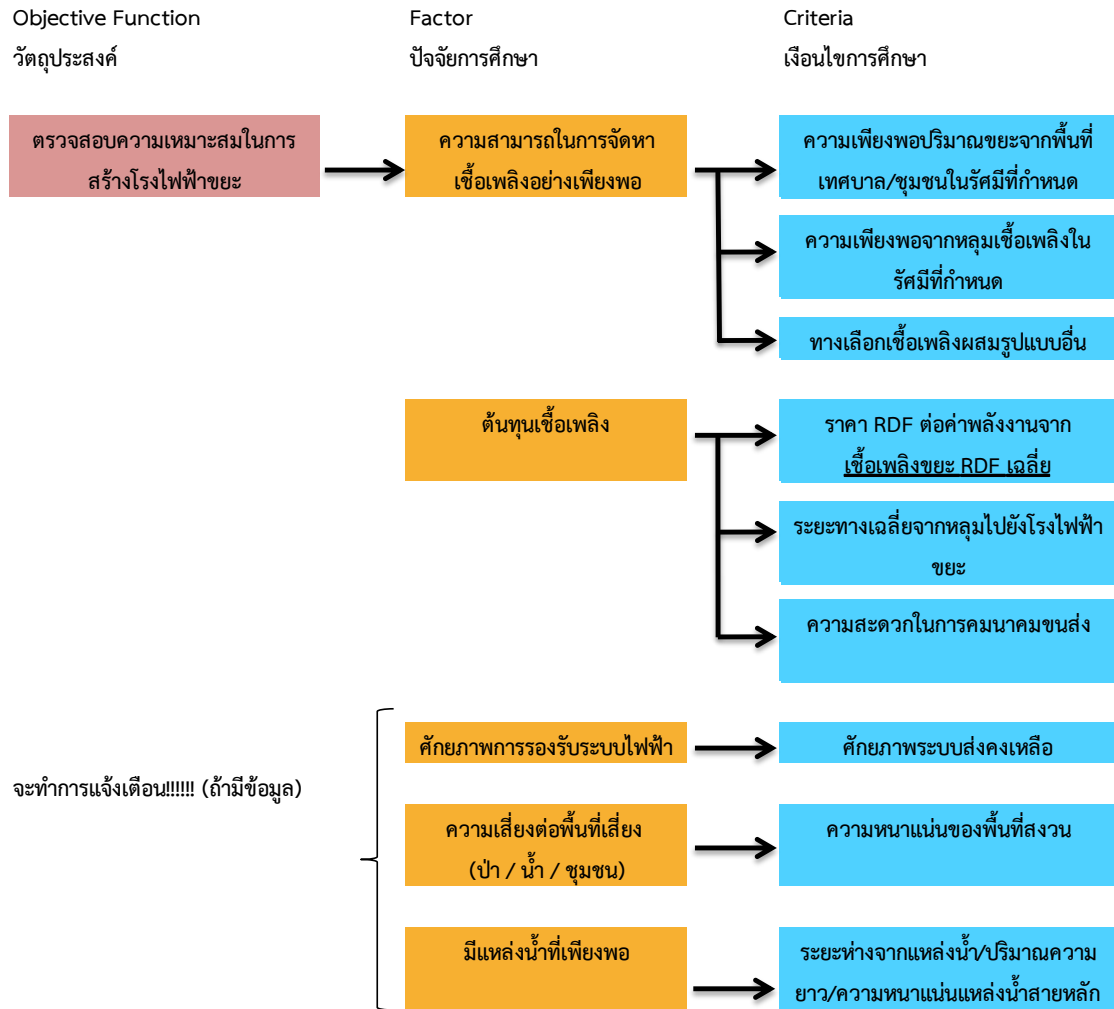 Objective Function
วัตถุประสงค์
Factor
ปัจจัยการศึกษา
Criteria
เงื่อนไขการศึกษา
ตรวจสอบความเหมาะสมในการ
สร้างโรงไฟฟ้าขยะ
ความสามารถในการจัดหา
เชื้อเพลิงอย่างเพียงพอ
ความเพียงพอปริมาณขยะจากพื้นที่
เทศบาล/ชุมชนในรัศมีที่กำหนด
ความเพียงพอจากหลุมเชื้อเพลิงใน
รัศมีที่กำหนด
ทางเลือกเชื้อเพลิงผสมรูปแบบอื่น
ต้นทุนเชื้อเพลิง
ราคา RDF ต่อค่าพลังงานจาก
เชื้อเพลิงขยะ RDF เฉลี่ย
ระยะทางเฉลี่ยจากหลุมไปยังโรงไฟฟ้า
ขยะ
ความสะดวกในการคมนาคมขนส่ง
จะทำการแจ้งเตือน!!!!!! (ถ้ามีข้อมูล)
ศักยภาพการรองรับระบบไฟฟ้า
ศักยภาพระบบส่งคงเหลือ
ความเสี่ยงต่อพื้นที่เสี่ยง
(ป่า / น้ำ / ชุมชน)
ความหนาแน่นของพื้นที่สงวน
มีแหล่งน้ำที่เพียงพอ
ระยะห่างจากแหล่งน้ำ/ปริมาณความ
ยาว/ความหนาแน่นแหล่งน้ำสายหลัก